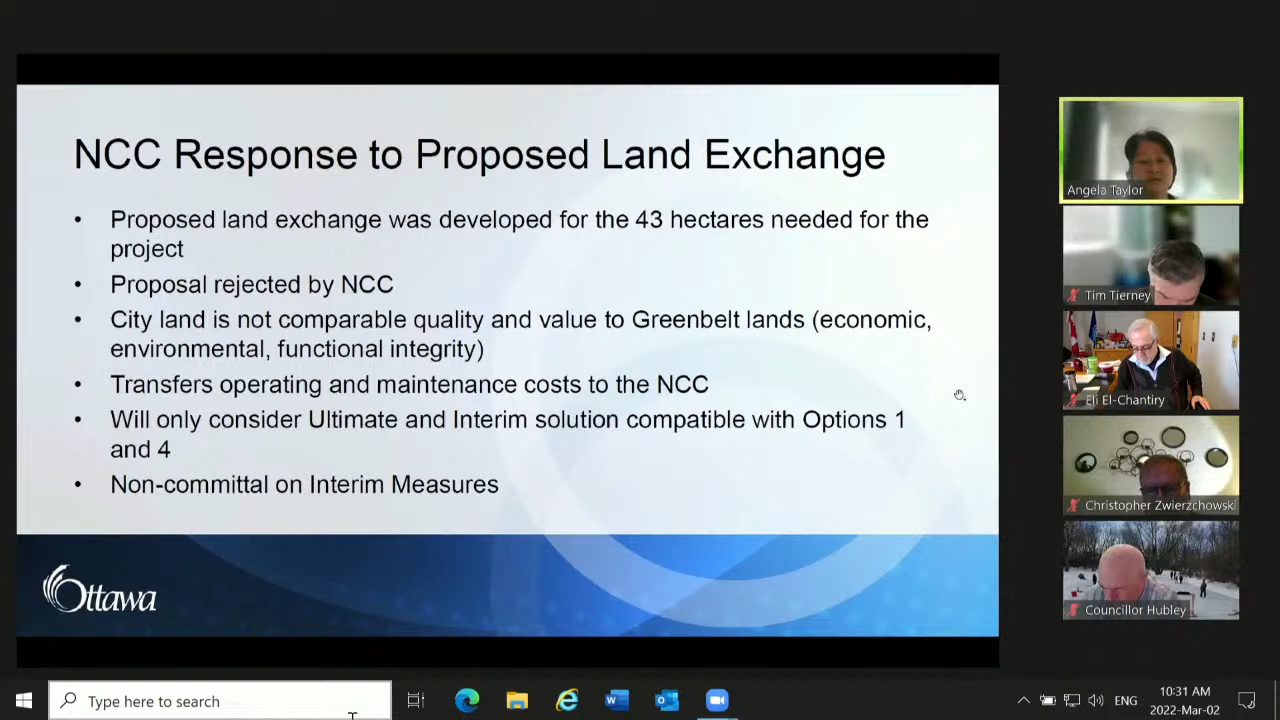 NCC Response to Proposed Land Exchange
• Proposed land exchange was developed for the 43 hectares needed for the
project
• Proposal rejected by NCC
• City land is not comparable quality and value to Greenbelt lands (economic,
environmental, functional integrity)
• Transfers operating and maintenance costs to the NCC
• Will only consider Ultimate and Interim solution compatible with Options 1
and 4
• Non-committal on Interim Measures
Ottawa
Angela Taylor
Tim Tierney
Eli El-Chantiry
Christopher Zwierzchowski
Councillor Hubley
Type here to search
ENG
10:31 AM
2022-Mar-02